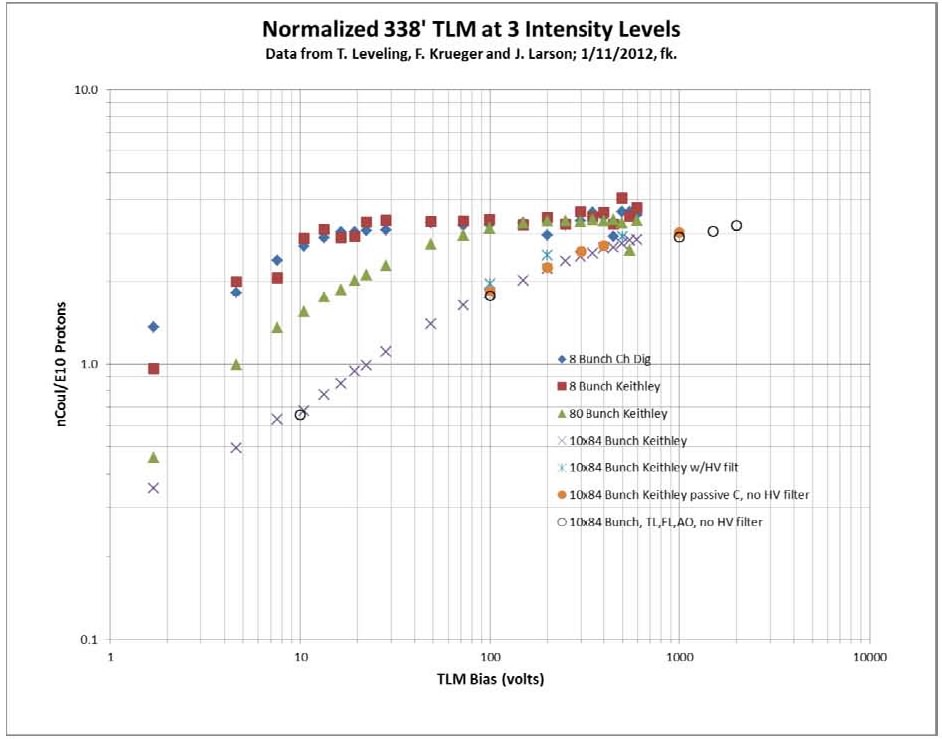 Normalized 338' TLM at 3 Intensity Levels
Data from T. Leveling, F. Krueger and J. Larson; 1/11/2012, fk.
10.0
1.0
0.1
nCoul/E10 Protons
8 Bunch Ch Dig
8 Bunch Keithley
80 Bunch Keithley
10x84 Bunch Keithley
10x84 Bunch Keithley w/HV filt
10x84 Bunch Keithley passive C, no HV filter
10x84 Bunch, TL,FL,AO, no HV filter
1 10 100 1000 10000
TLM Bias (volts)